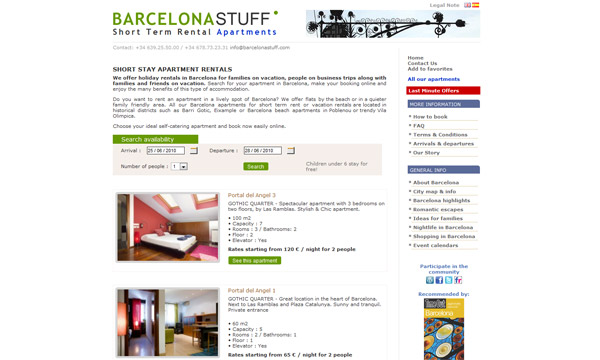 Legal Note
BARCELONASTUFF
Short Term Rental Apartments
Contact: +34 636.25.50.00 / +34 678.73.23.31 info@barcelonastuff.com
SHORT STAY APARTMENT RENTALS
We offer holiday rentals in Barcelona for families on vacation, people on business trips along with
families and friends on vacation. Search for your apartment in Barcelona, make your booking online and
enjoy the many benefits of this type of accommodation.
Do you want to rent an apartment in a lively spot of Barcelona? We offer flats by the beach or in a quieter
family friendly area. All our Barcelona apartments for short term rent or vacation rentals are located in
historical districts such as Barri Gotic, Example or Barcelona beach apartments in Poblenou or trendy Vila
Olimpica.
Choose your ideal self-catering apartment and book now easily online.
Search availability
Arrival : 25 / 06 / 2010 Departure : 28 / 06 / 2010
Number of people : 1 Search Children under 6 stay for
free!
Portal del Angel 3
GOTHIC QUARTER - Spectacular apartment with 3 bedrooms on
two floors, by Las Ramblas. Stylish & Chic apartment.
• 100 m2
• Capacity : 7
• Rooms : 3 / Bathrooms: 2
• Floor : 2
• Elevator : Yes
Rates starting from 120 € / night for 2 people
See this apartment
Portal del Angel 1
GOTHIC QUARTER - Great location in the heart of Barcelona.
Next to Las Ramblas and Plaza Catalunya. Sunny and tranquil.
Private entrance
• 60 m2
• Capacity : 5
• Rooms : 2 / Bathrooms: 1
• Floor : 1
• Elevator : Yes
Rates starting from 65 € / night for 2 people
Home
Contact Us
Add to favorites
All our apartments
Last Minute Offers
MORE INFORMATION
* How to book
* FAQ
* Terms & Conditions
* Arrivals & departures
* Our Story
GENERAL INFO
* About Barcelona
* City map & info
* Barcelona highlights
* Romantic escapes
* Ideas for families
* Nightlife in Barcelona
* Shopping in Barcelona
* Event calendars
Participate in the
community
Recommended by:
Barcelona